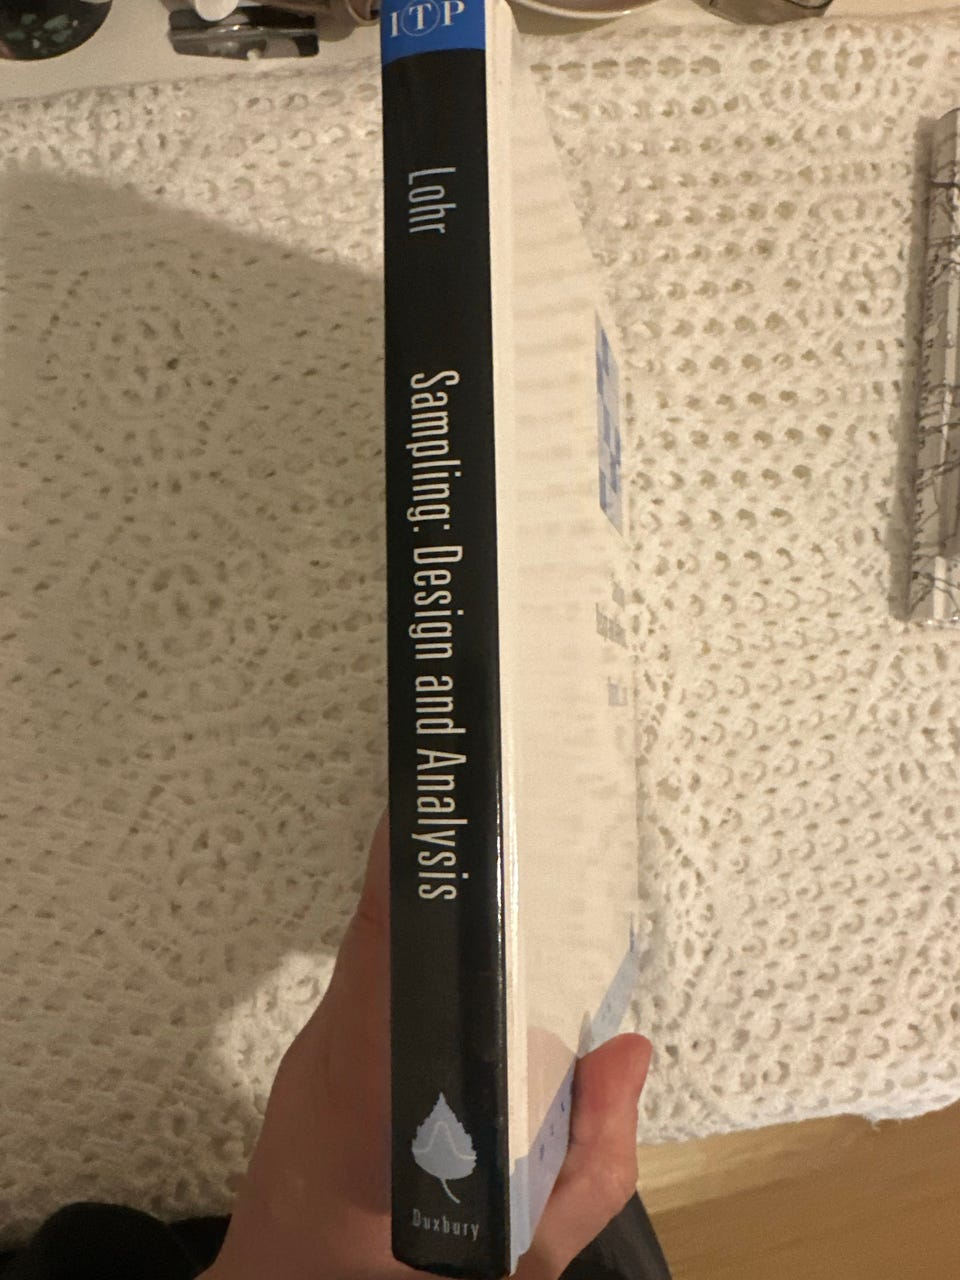 ITP
Lohr
Sampling: Design and Analysis
Duxbury